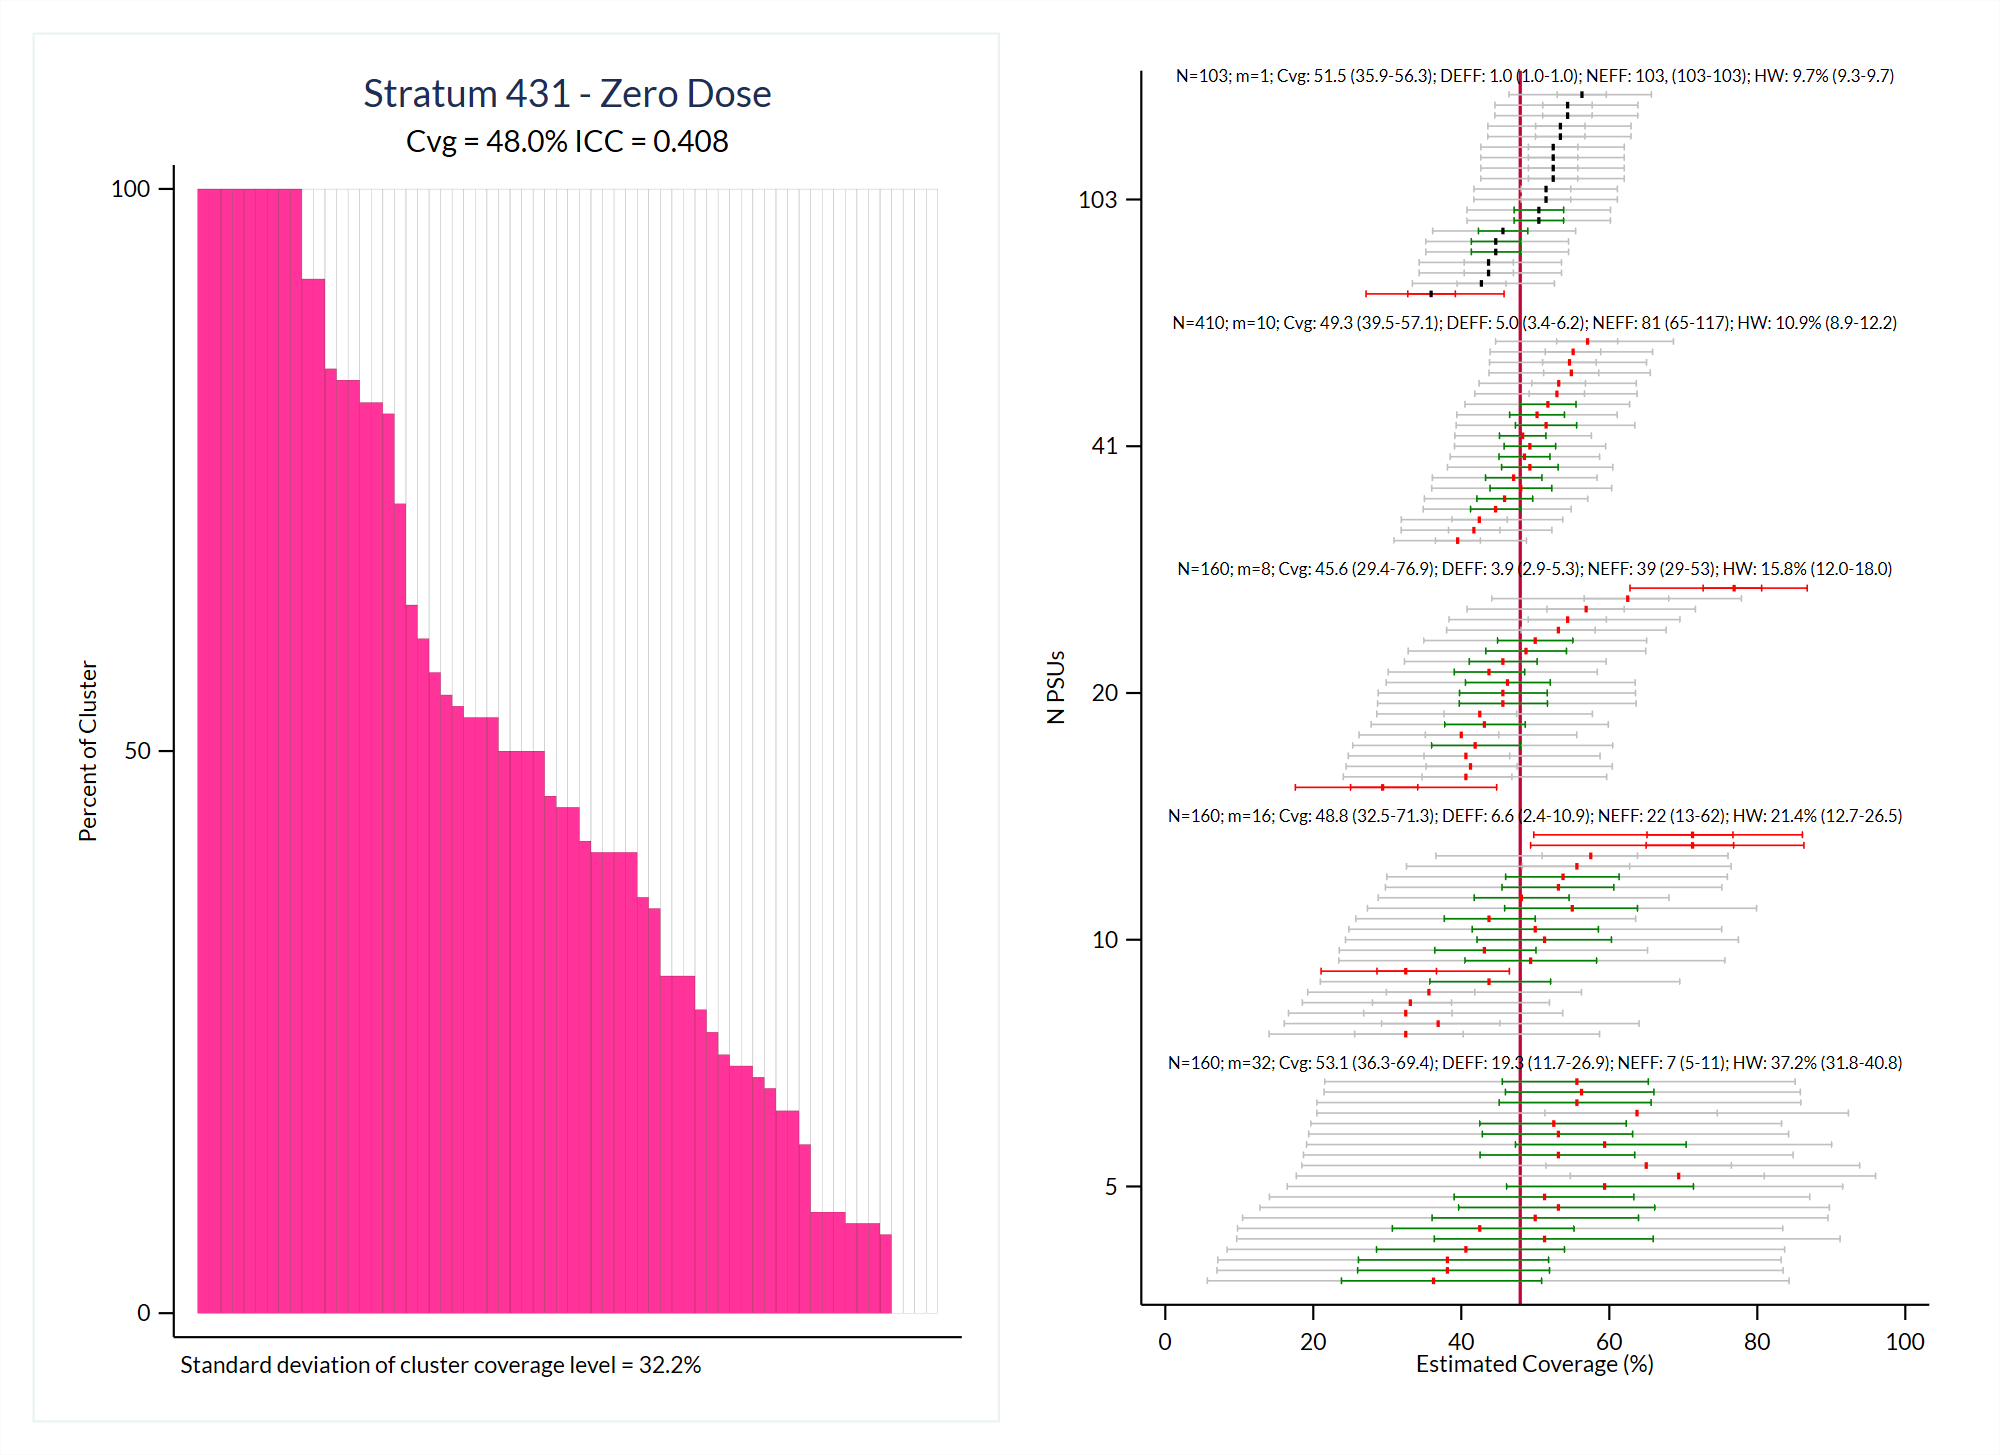 Stratum 431 - Zero Dose
Cvg = 48.0% ICC = 0.408
100
50
0
Percent of Cluster
Standard deviation of cluster coverage level = 32.2%
N=103; m=1; Cvg: 51.5 (35.9-56.3); DEFF: 1.0 (1.0-1.0); NEFF: 103, (103-103); HW: 9.7% (9.3-9.7)
103
N=410; m=10; Cvg: 49.3 (39.5-57.1); DEFF: 5.0 (3.4-6.2); NEFF: 81 (65-117); HW: 10.9% (8.9-12.2)
41
N=160; m=8; Cvg: 45.6 (29.4-76.9); DEFF: 3.9 (2.9-5.3); NEFF: 39 (29-53); HW: 15.8% (12.0-18.0)
N PSUs
20
N=160; m=16; Cvg: 48.8 (32.5-71.3); DEFF: 6.6 (2.4-10.9); NEFF: 22 (13-62); HW: 21.4% (12.7-26.5)
10
N=160; m=32; Cvg: 53.1 (36.3-69.4); DEFF: 19.3 (11.7-26.9); NEFF: 7 (5-11); HW: 37.2% (31.8-40.8)
5
0 20 40 60 80 100
Estimated Coverage (%)